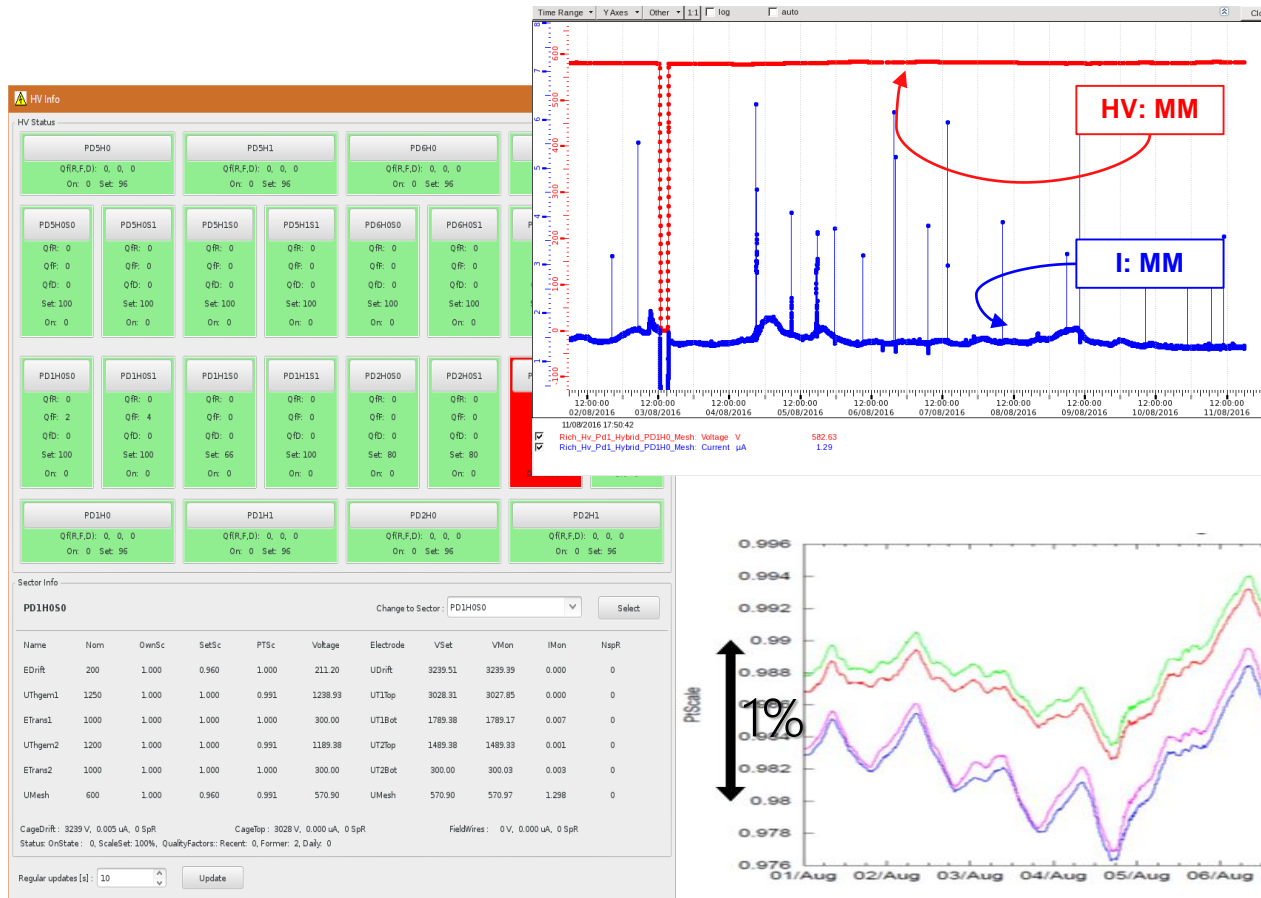 Time Range Y Axes Other 1:1 log auto
HV: MM
I: MM
8
7
6
5
4
3
2
1
600
500
400
300
200
100
0
-100
12:00:00 12:00:00 12:00:00 12:00:00 12:00:00 12:00:00 12:00:00 12:00:00 12:00:00 12:00:00
02/08/2016 03/08/2016 04/08/2016 05/08/2016 06/08/2016 07/08/2016 08/08/2016 09/08/2016 10/08/2016 11/08/2016
11/08/2016 17:50:42
Rich_Hv_Pd1_Hybrid_PD1H0_Mesh: Voltage V 582.63
Rich_Hv_Pd1_Hybrid_PD1H0_Mesh: Current µA 1.29
HV Info
HV Status
PD5H0 PD5H1 PD6H0
Qf(R,F,D): 0, 0, 0 Qf(R,F,D): 0, 0, 0 Qf(R,F,D): 0, 0, 0
On: 0 Set: 96 On: 0 Set: 96 On: 0 Set: 96
PD5H0S0 PD5H0S1 PD5H1S0 PD5H1S1 PD6H0S0 PD6H0S1
QfR: 0 QfR: 0 QfR: 0 QfR: 0 QfR: 0 QfR: 0
QfF: 0 QfF: 0 QfF: 0 QfF: 0 QfF: 0 QfF: 0
QfD: 0 QfD: 0 QfD: 0 QfD: 0 QfD: 0 QfD: 0
Set: 100 Set: 100 Set: 100 Set: 100 Set: 100 Set: 100
On: 0 On: 0 On: 0 On: 0 On: 0 On: 0
PD1H0S0 PD1H0S1 PD1H1S0 PD1H1S1 PD2H0S0 PD2H0S1
QfR: 0 QfR: 0 QfR: 0 QfR: 0 QfR: 0 QfR: 0
QfF: 2 QfF: 4 QfF: 0 QfF: 0 QfF: 0 QfF: 0
QfD: 0 QfD: 0 QfD: 0 QfD: 0 QfD: 0 QfD: 0
Set: 100 Set: 100 Set: 66 Set: 100 Set: 80 Set: 80
On: 0 On: 0 On: 0 On: 0 On: 0 On: 0
PD1H0 PD1H1 PD2H0 PD2H1
Qf(R,F,D): 0, 0, 0 Qf(R,F,D): 0, 0, 0 Qf(R,F,D): 0, 0, 0 Qf(R,F,D): 0, 0, 0
On: 0 Set: 96 On: 0 Set: 96 On: 0 Set: 96 On: 0 Set: 96
Sector Info
PD1H0S0 Change to Sector : PD1H0S0 Select
Name Nom OwnSc SetSc PTSc Voltage Electrode VSet VMon IMon NspR
EDrift 200 1.000 0.960 1.000 211.20 UDrift 3239.51 3239.39 0.000 0
UThgem1 1250 1.000 1.000 0.991 1238.93 UT1Top 3028.31 3027.85 0.000 0
ETrans1 1000 1.000 1.000 1.000 300.00 UT1Bot 1789.38 1789.17 0.007 0
UThgem2 1200 1.000 1.000 0.991 1189.38 UT2Top 1489.38 1489.33 0.001 0
ETrans2 1000 1.000 1.000 1.000 300.00 UT2Bot 300.00 300.03 0.003 0
UMesh 600 1.000 0.960 0.991 570.90 UMesh 570.90 570.97 1.298 0
CageDrift : 3239 V, 0.005 uA, 0 SpR CageTop : 3028 V, 0.000 uA, 0 SpR FieldWires : 0 V, 0.000 uA, 0 SpR
Status: OnState : 0, ScaleSet: 100%, QualityFactors:: Recent: 0, Former: 2, Daily: 0
Regular updates [s] : 10 Update
PtScale
1%
0.996
0.994
0.992
0.99
0.988
0.986
0.984
0.982
0.98
0.978
0.976
01/Aug 02/Aug 03/Aug 04/Aug 05/Aug 06/Aug